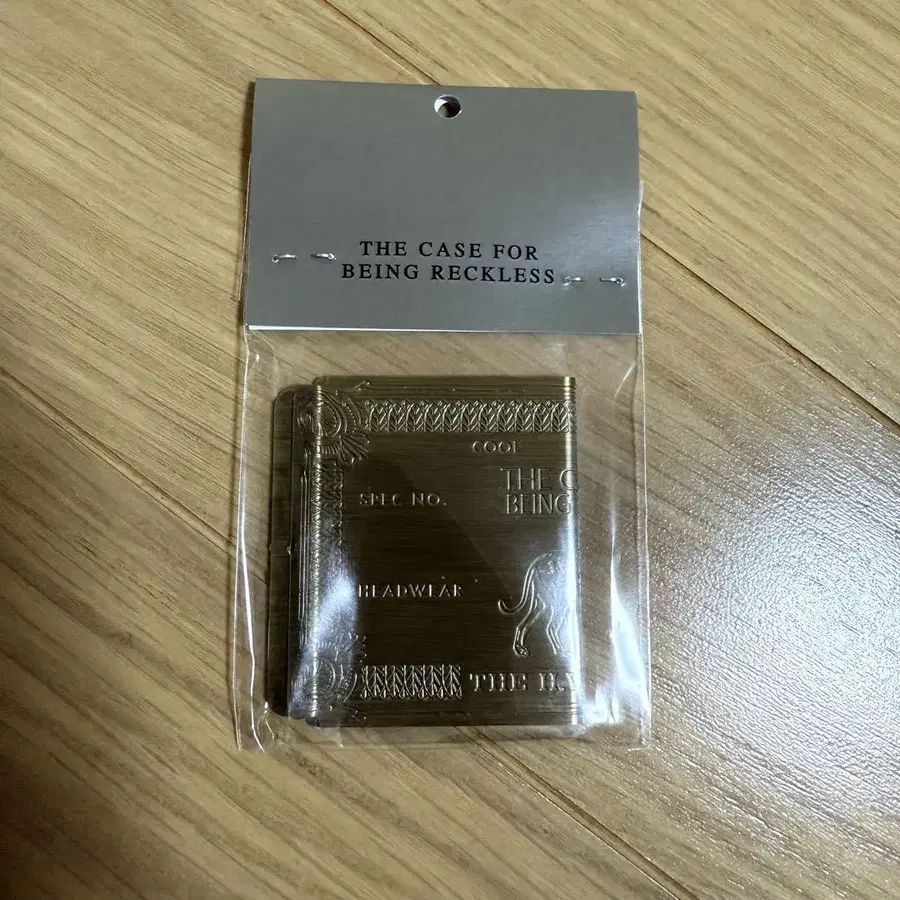 THE CASE FOR
BEING RECKLESS
COOL
THE C
BEING
SPEC NO.
HEADWEAR
THE H